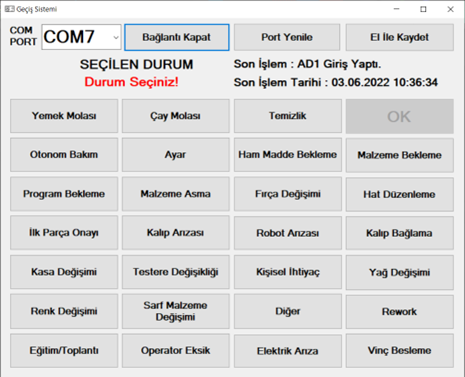 Geçiş Sistemi
COM PORT COM7 Bağlantı Kapat Port Yenile El İle Kaydet
SEÇİLEN DURUM
Durum Seçiniz!
Son İşlem : AD1 Giriş Yaptı.
Son İşlem Tarihi : 03.06.2022 10:36:34
Yemek Molası Çay Molası Temizlik OK
Otonom Bakım Ayar Ham Madde Bekleme Malzeme Bekleme
Program Bekleme Malzeme Asma Fırça Değişimi Hat Düzenleme
İlk Parça Onayı Kalıp Arızası Robot Arızası Kalıp Bağlama
Kasa Değişimi Testere Değişikliği Kişisel İhtiyaç Yağ Değişimi
Renk Değişimi Sarf Malzeme Değişimi Diğer Rework
Eğitim/Toplantı Operator Eksik Elektrik Arıza Vinç Besleme